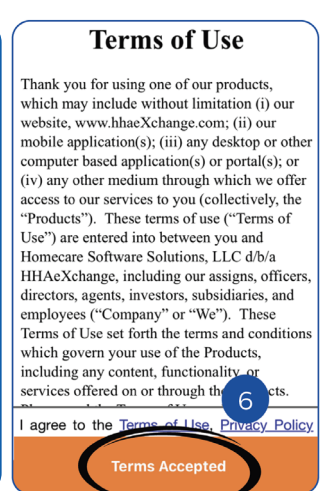 Terms of Use
Thank you for using one of our products,
which may include without limitation (i) our
website, www.hhaeXchange.com; (ii) our
mobile application(s); (iii) any desktop or other
computer based application(s) or portal(s); or
(iv) any other medium through which we offer
access to our services to you (collectively, the
“Products”).  These terms of use (“Terms of
Use”) are entered into between you and
Homecare Software Solutions, LLC d/b/a
HHAeXchange, including our assigns, officers,
directors, agents, investors, subsidiaries, and
employees (“Company” or “We”).  These
Terms of Use set forth the terms and conditions
which govern your use of the Products,
including any content, functionality, or
services offered on or through
6
I agree to the Terms of Use, Privacy Policy
Terms Accepted